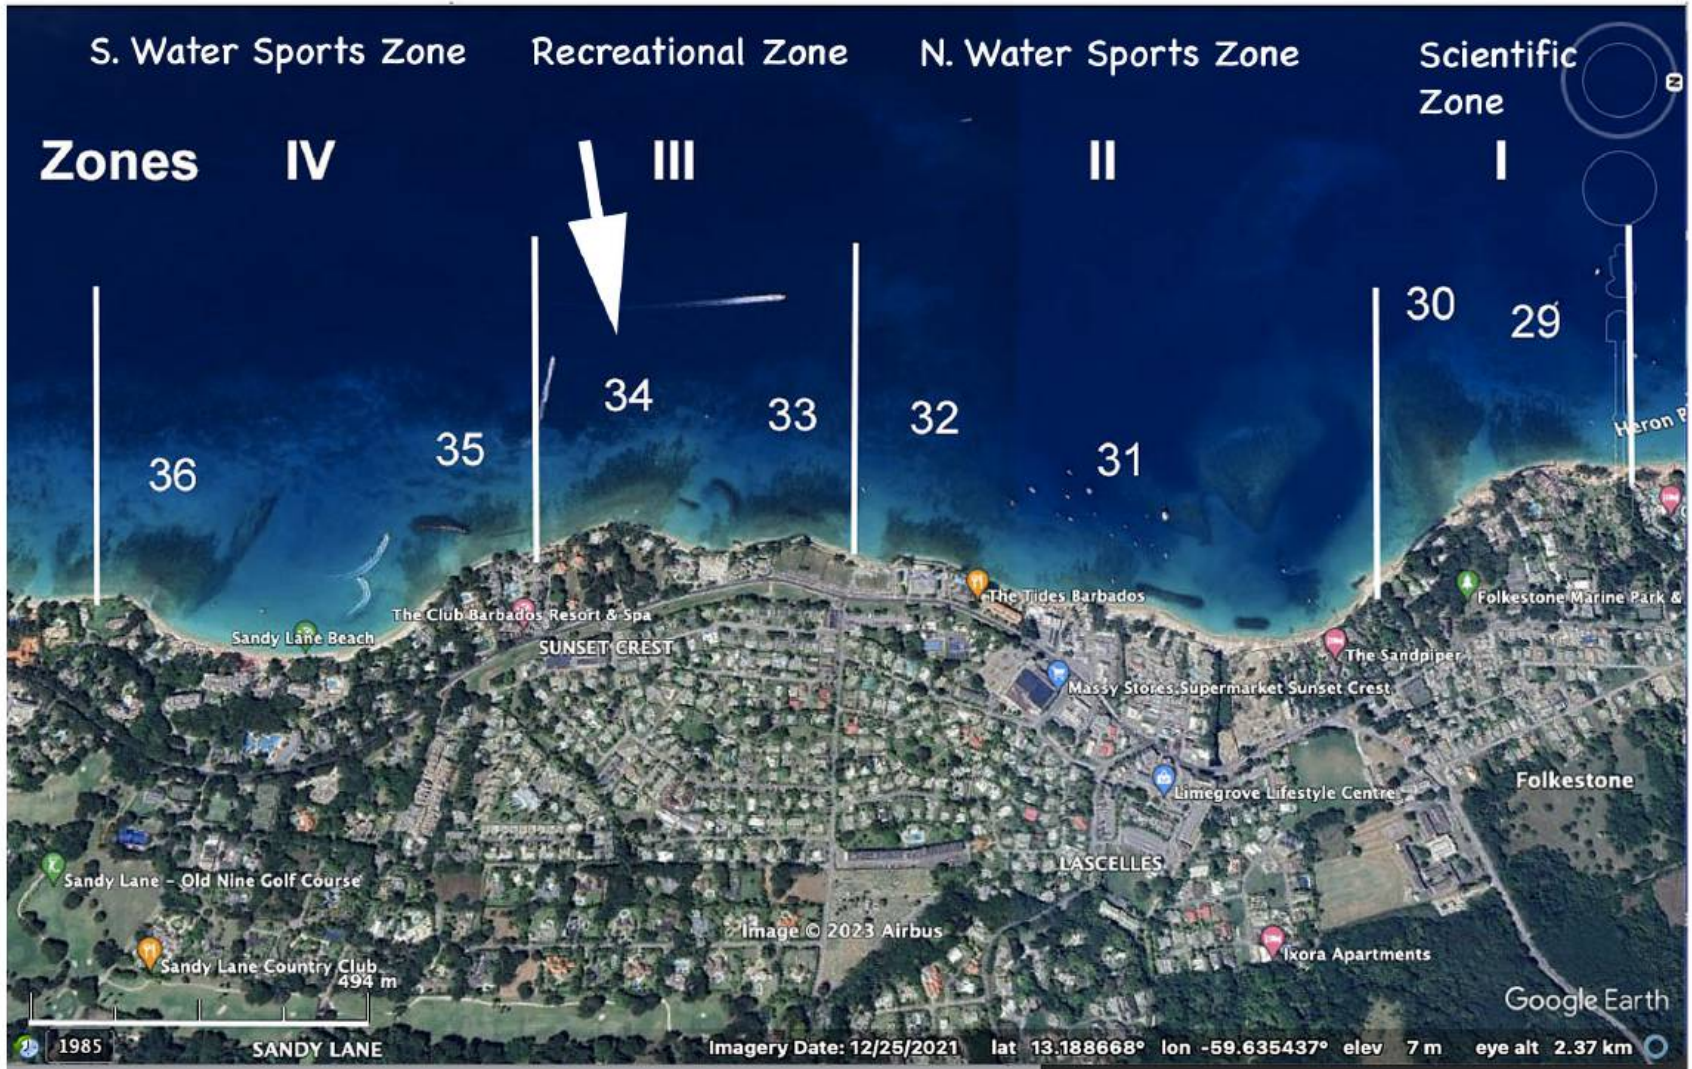 S. Water Sports Zone
Recreational Zone
N. Water Sports Zone
Scientific
Zone
N
Zones
IV
III
II
I
30
29
34
33
32
31
35
36
Heron
The Club Barbados Resort & Spa
The Tides Barbados
Folkestone Marine Park &
Sandy Lane Beach
SUNSET CREST
The Sandpiper
Massy Stores Supermarket Sunset Crest
Folkestone
Limegrove Lifestyle Centre
LASCELLES
Sandy Lane - Old Nine Golf Course
Image © 2023 Airbus
Ixora Apartments
Sandy Lane Country Club
494 m
Google Earth
1985
SANDY LANE
Imagery Date: 12/25/2021 lat 13.188668° lon -59.635437° elev 7 m eye alt 2.37 km